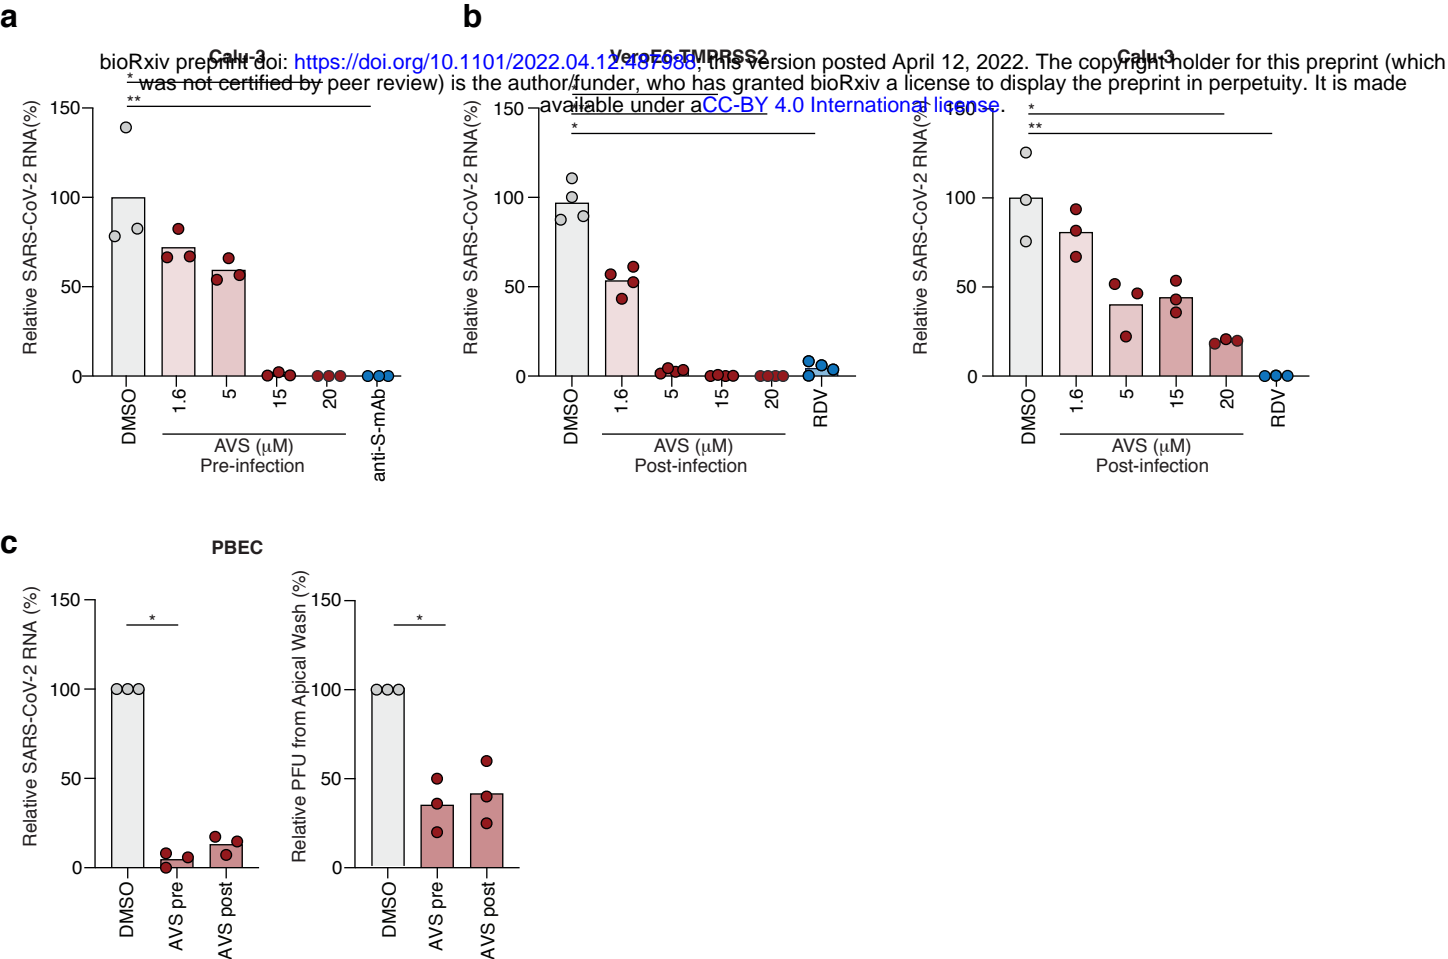 a
b
bioRxiv preprint doi: https://doi.org/10.1101/2022.04.12.487988; this version posted April 12, 2022. The copyright holder for this preprint (which
was not certified by peer review) is the author/funder, who has granted bioRxiv a license to display the preprint in perpetuity. It is made
available under aCC-BY 4.0 International license.
Calu-3
*
**
Relative SARS-CoV-2 RNA(%)
150
100
50
0
DMSO
1.6
5
15
20
anti-S-mAb
AVS (μM)
Pre-infection
VeroE6-TMPRSS2
*
Relative SARS-CoV-2 RNA(%)
150
100
50
0
DMSO
1.6
5
15
20
RDV
AVS (μM)
Post-infection
Calu-3
*
**
Relative SARS-CoV-2 RNA(%)
150
100
50
0
DMSO
1.6
5
15
20
RDV
AVS (μM)
Post-infection
c
PBEC
*
Relative SARS-CoV-2 RNA (%)
150
100
50
0
DMSO
AVS pre
AVS post
*
Relative PFU from Apical Wash (%)
150
100
50
0
DMSO
AVS pre
AVS post